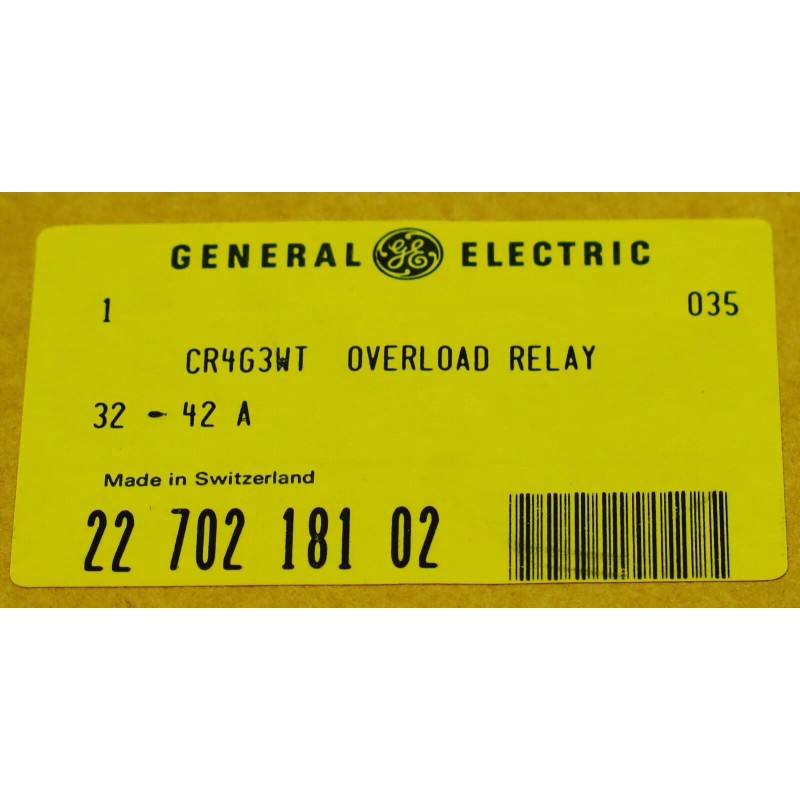 GENERAL GE ELECTRIC
1 035
CR4G3WT OVERLOAD RELAY
32 - 42 A
Made in Switzerland
22 702 181 02